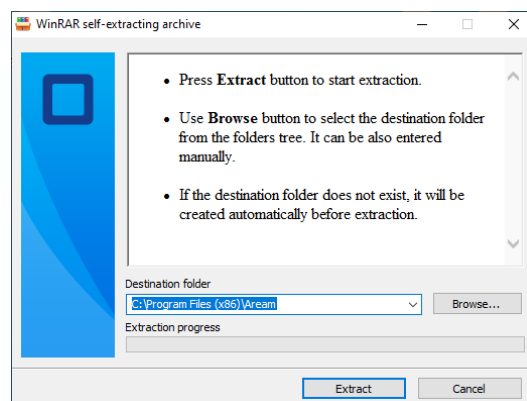 WinRAR self-extracting archive
• Press Extract button to start extraction.
• Use Browse button to select the destination folder
from the folders tree. It can be also entered
manually.
• If the destination folder does not exist, it will be
created automatically before extraction.
Destination folder
C:\Program Files (x86)\Aream
Browse...
Extraction progress
Extract
Cancel